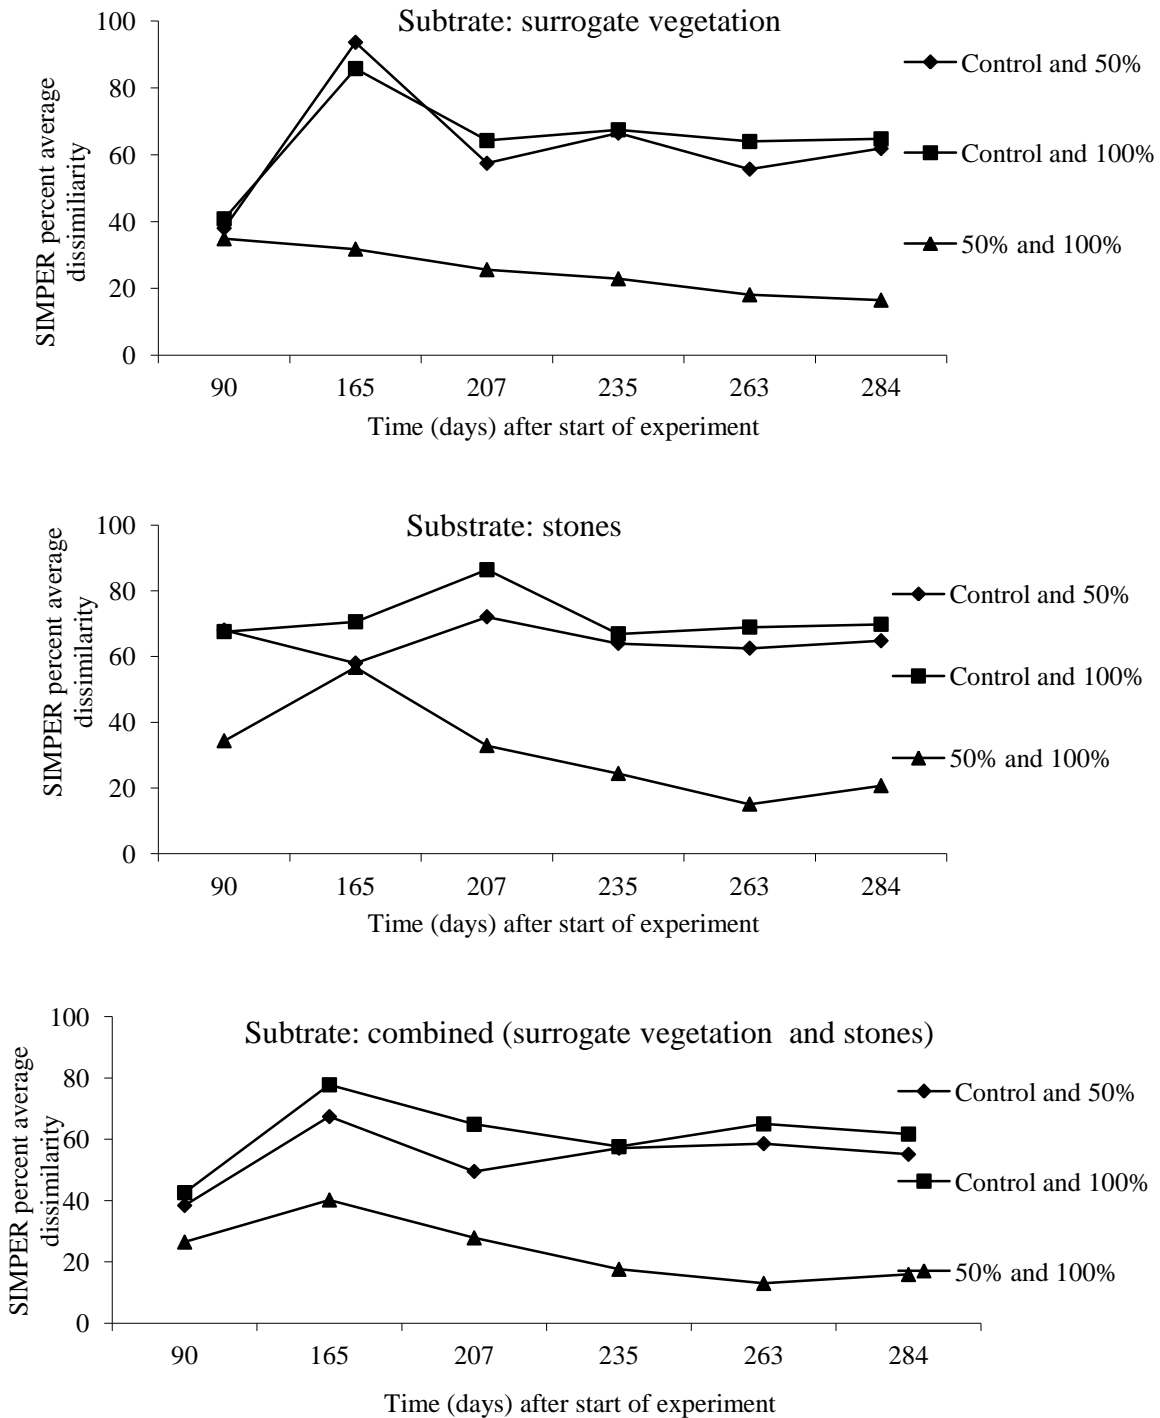 Subtrate: surrogate vegetation
SIMPER percent average
dissimiliarity
100
80
60
40
20
0
90 165 207 235 263 284
Time (days) after start of experiment
Control and 50%
Control and 100%
50% and 100%
Substrate: stones
SIMPER percent average
dissimilarity
100
80
60
40
20
0
90 165 207 235 263 284
Time (days) after start of experiment
Control and 50%
Control and 100%
50% and 100%
Subtrate: combined (surrogate vegetation and stones)
SIMPER percent average
dissimilarity
100
80
60
40
20
0
90 165 207 235 263 284
Time (days) after start of experiment
Control and 50%
Control and 100%
50% and 100%